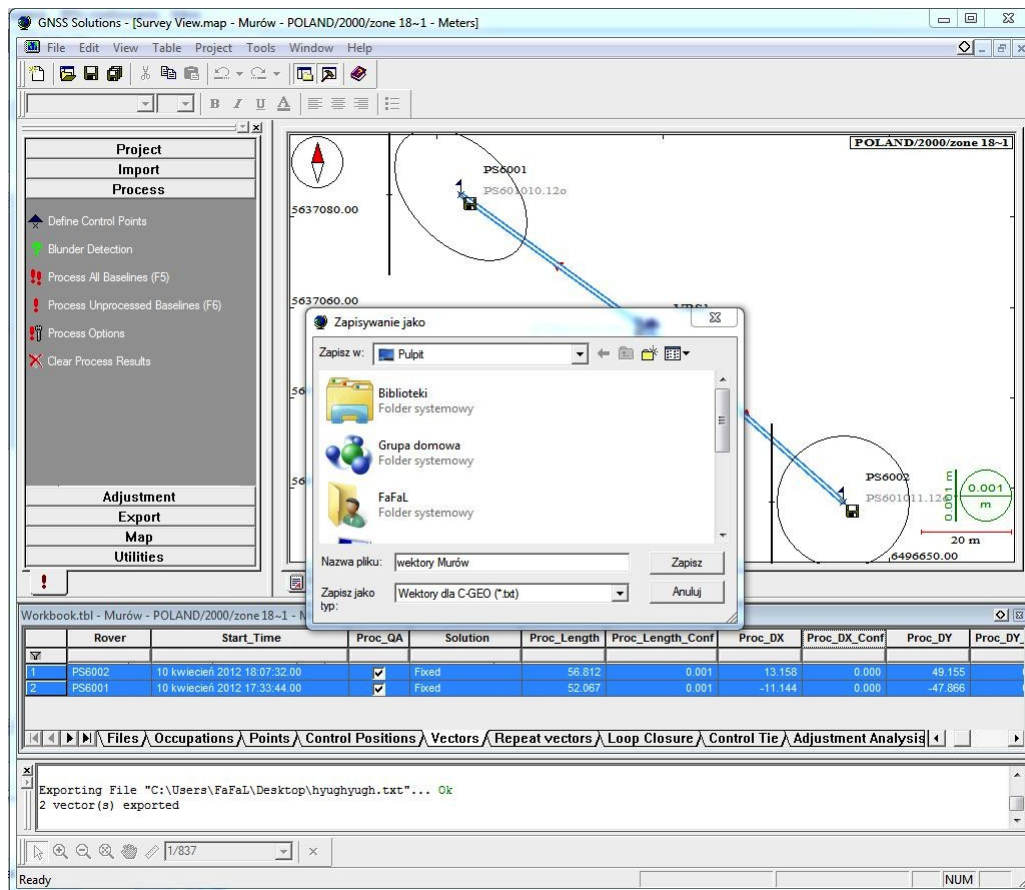 GNSS Solutions - [Survey View.map - Murów - POLAND/2000/zone 18~1 - Meters]
File Edit View Table Project Tools Window Help
B I U A
Project
Import
Process
Define Control Points
Blunder Detection
Process All Baselines (F5)
Process Unprocessed Baselines (F6)
Process Options
Clear Process Results
Adjustment
Export
Map
Utilities
POLAND/2000/zone 18~1
PS6001
PS601010.12o
5637080.00
5637060.00
PS6002
PS601011.12o
0.001 m
0.001
m
20 m
6496650.00
Zapisywanie jako
Zapisz w: Pulpit
Biblioteki
Folder systemowy
Grupa domowa
Folder systemowy
FaFaL
Folder systemowy
Nazwa pliku: wektory Murów Zapisz
Zapisz jako typ: Wektory dla C-GEO (*.txt) Anuluj
Workbook.tbl - Murów - POLAND/2000/zone 18~1 - M
Rover Start_Time Proc_QA Solution Proc_Length Proc_Length_Conf Proc_DX Proc_DX_Conf Proc_DY Proc_DY_
1 PS6002 10 kwiecień 2012 18:07:32.00 Fixed 56.812 0.001 13.158 0.000 49.155
2 PS6001 10 kwiecień 2012 17:33:44.00 Fixed 52.067 0.001 -11.144 0.000 -47.866
Files Occupations Points Control Positions Vectors Repeat vectors Loop Closure Control Tie Adjustment Analysis
Exporting File "C:\Users\FaFaL\Desktop\hyughyugh.txt"... Ok
2 vector(s) exported
1/837
Ready NUM